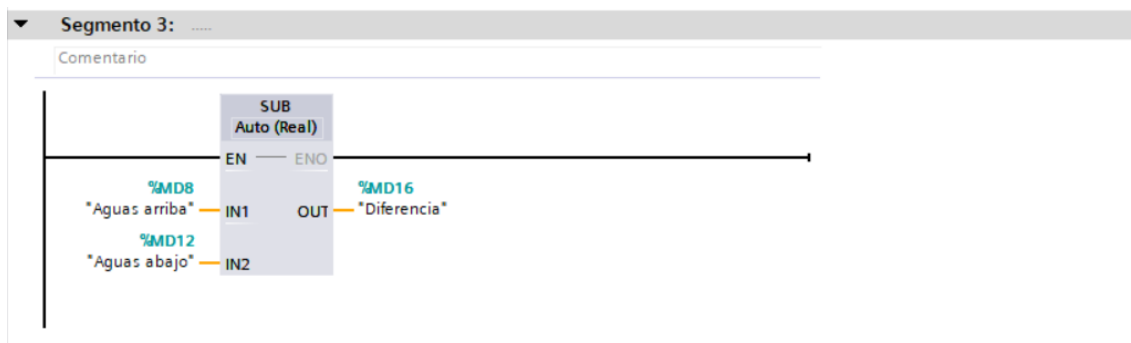 Segmento 3: .....
Comentario
SUB
Auto (Real)
EN ENO
%MD8
"Aguas arriba" IN1
%MD16
OUT "Diferencia"
%MD12
"Aguas abajo" IN2